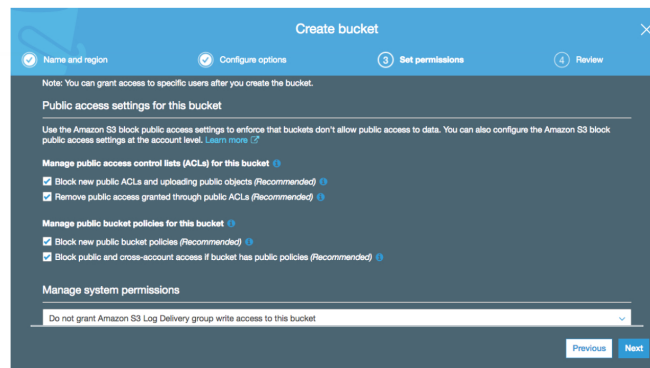 Create bucket
Name and region
Configure options
3 Set permissions
4 Review
Note: You can grant access to specific users after you create the bucket.
Public access settings for this bucket
Use the Amazon S3 block public access settings to enforce that buckets don't allow public access to data. You can also configure the Amazon S3 block
public access settings at the account level. Learn more
Manage public access control lists (ACLs) for this bucket
Block new public ACLs and uploading public objects (Recommended)
Remove public access granted through public ACLs (Recommended)
Manage public bucket policies for this bucket
Block new public bucket policies (Recommended)
Block public and cross-account access if bucket has public policies (Recommended)
Manage system permissions
Do not grant Amazon S3 Log Delivery group write access to this bucket
Previous
Next